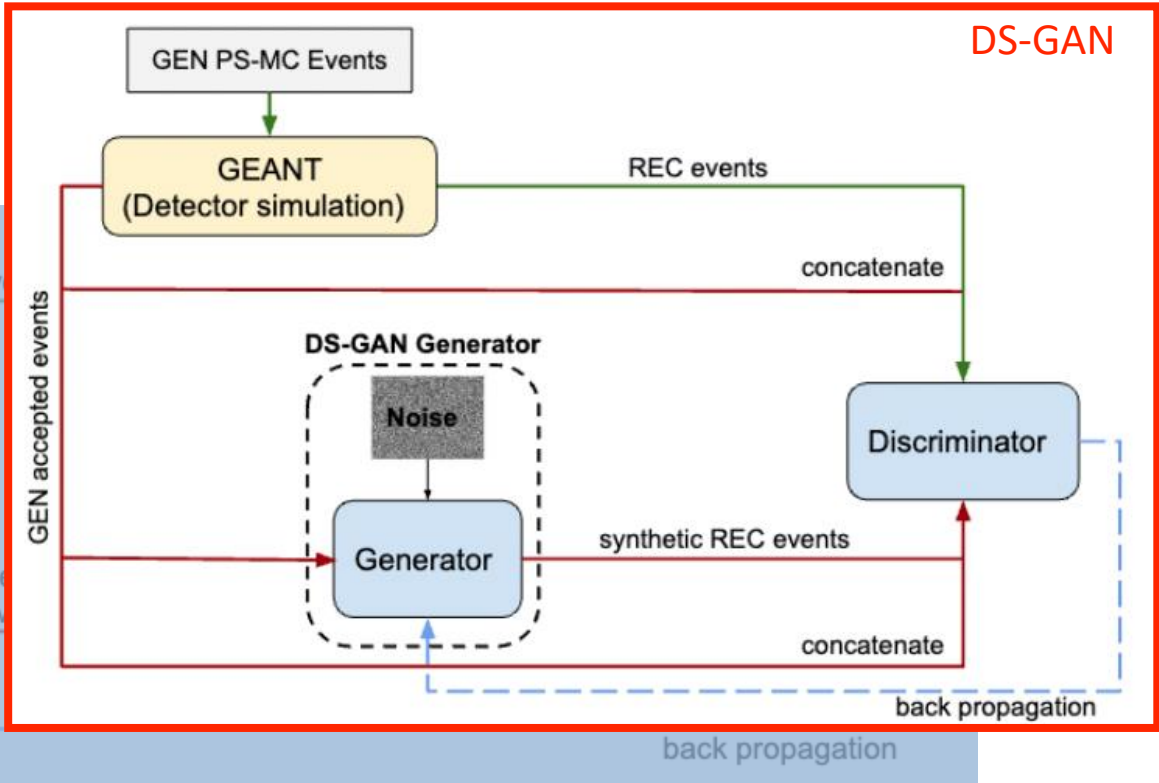 DS-GAN
GEN PS-MC Events
GEANT
(Detector simulation)
REC events
concatenate
GEN accepted events
DS-GAN Generator
Noise
Discriminator
Generator
synthetic REC events
concatenate
back propagation
back propagation